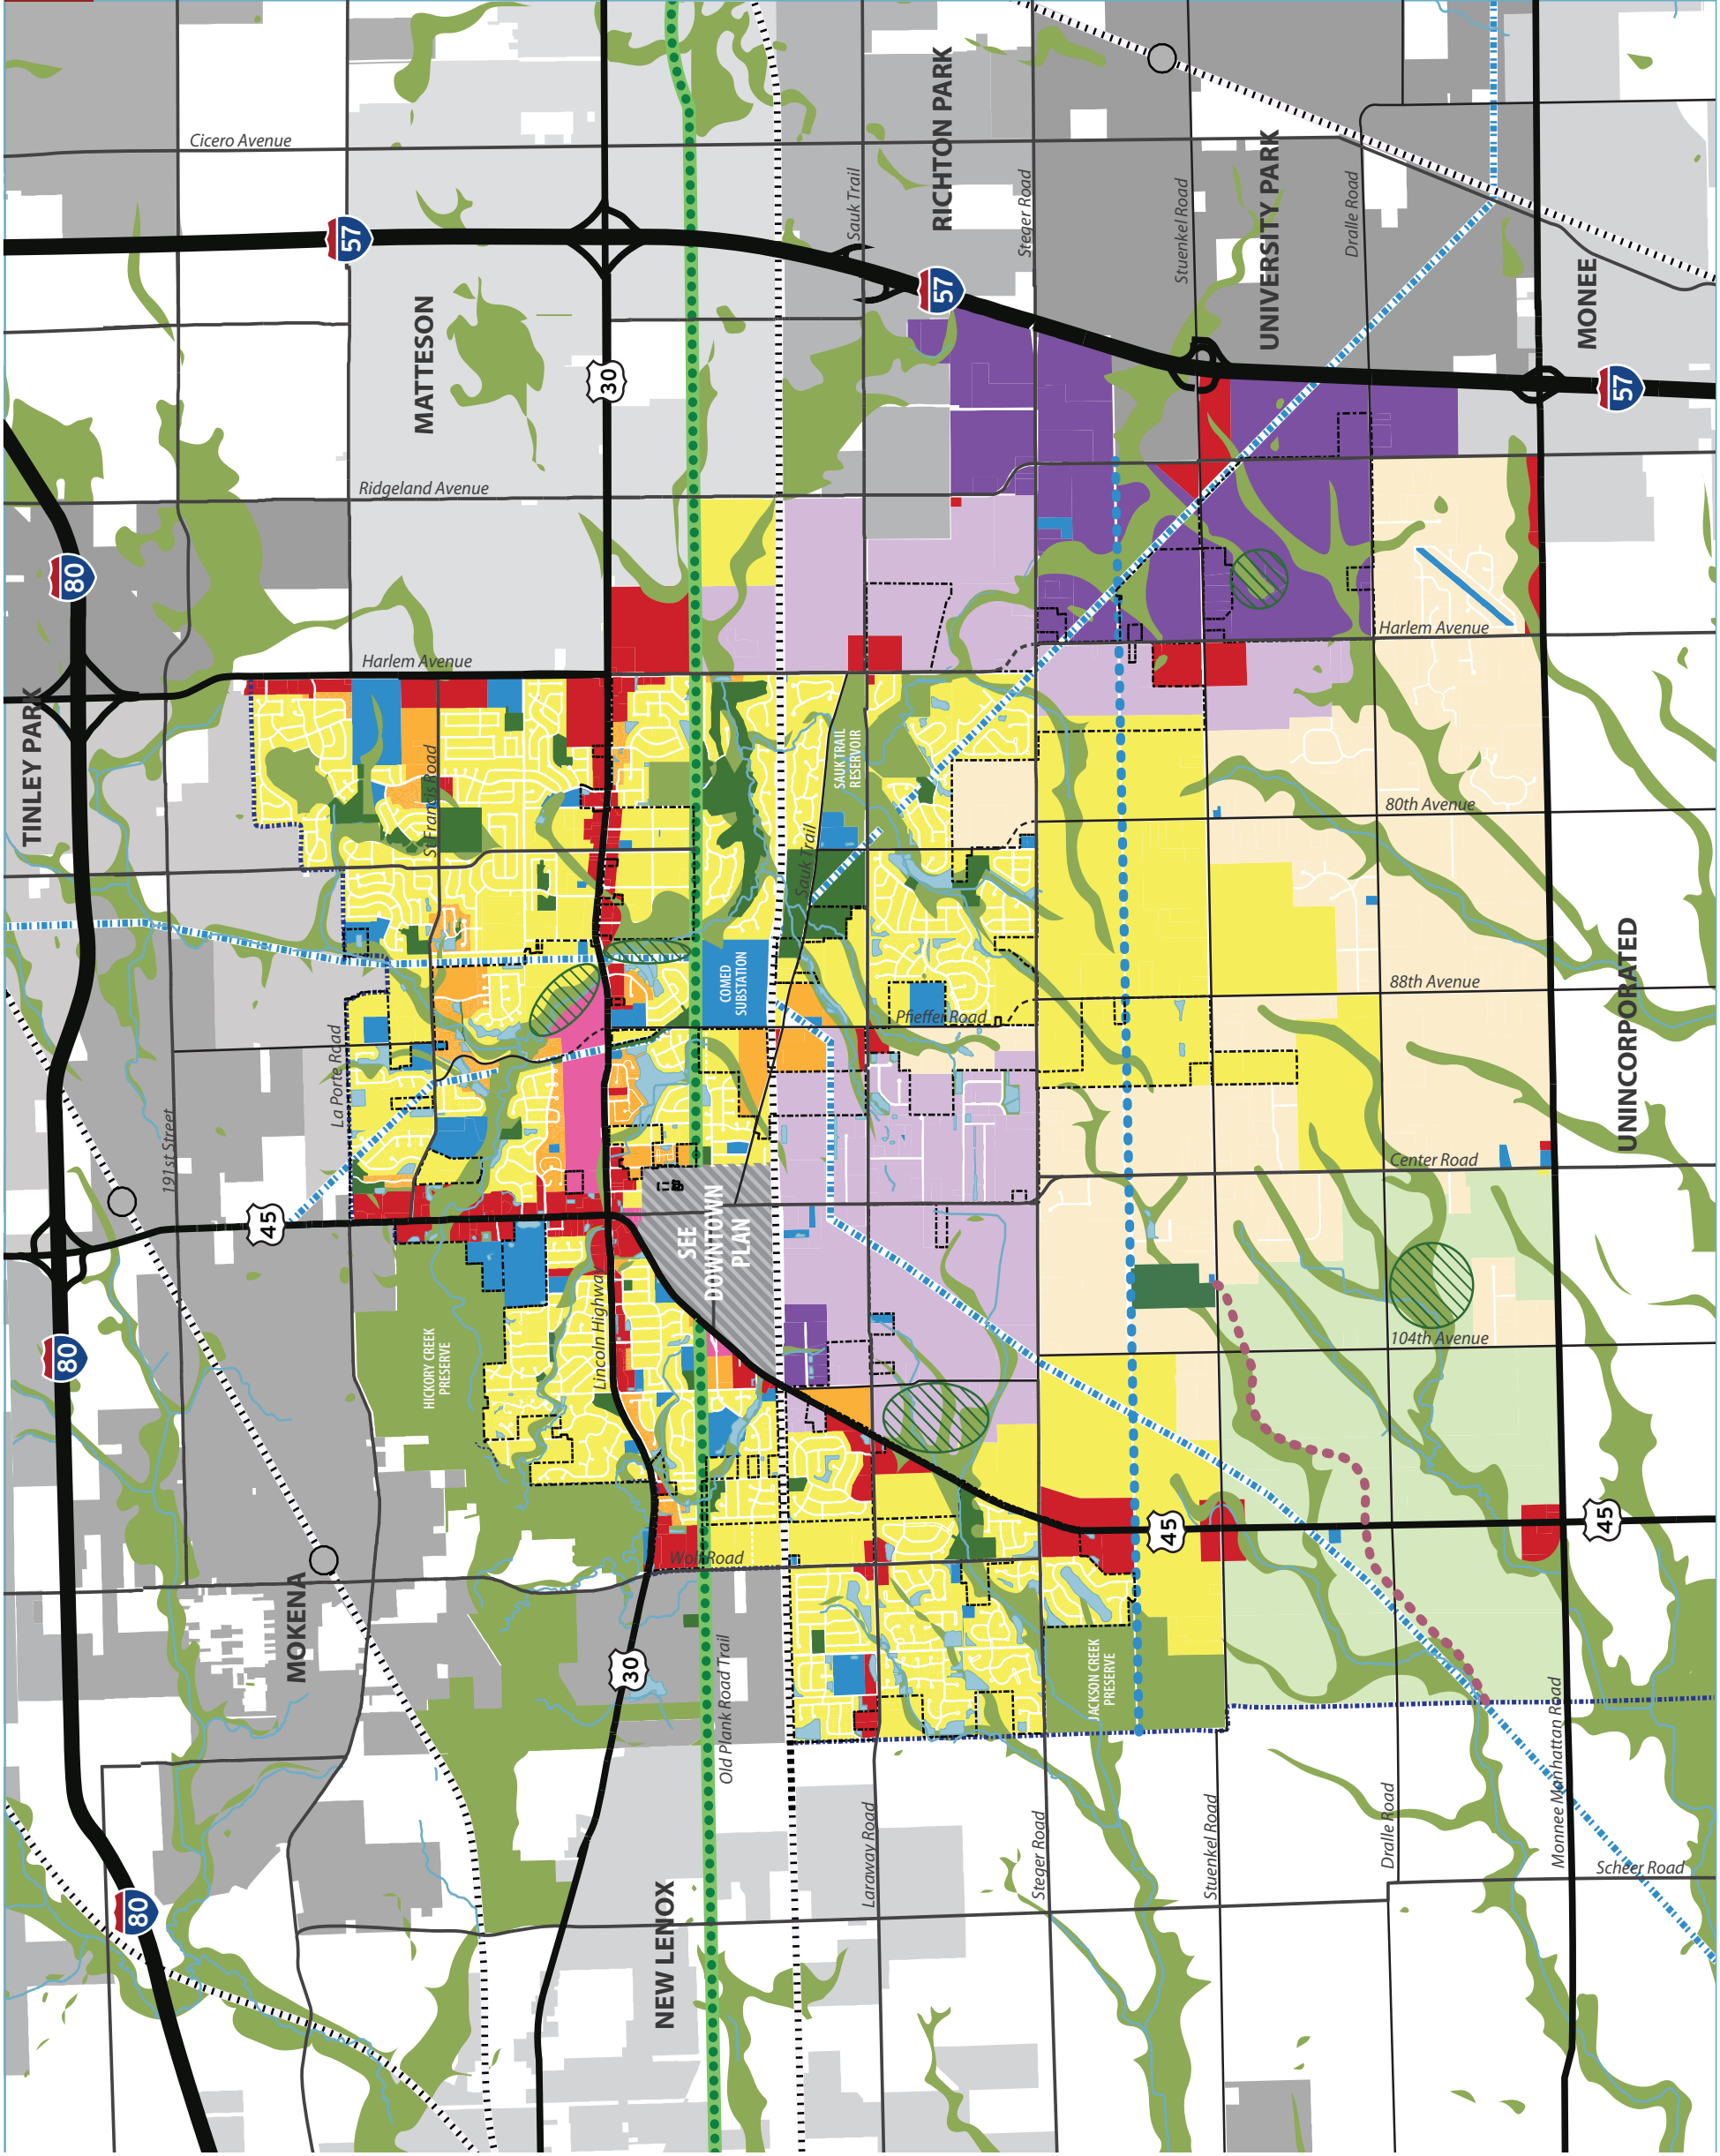 Cicero Avenue
57
MATTESON
30
Ridgeland Avenue
80
Harlem Avenue
TINLEY PARK
St Francis Road
Sauk Trail
RICHTON PARK
Steger Road
Stuenkel Road
UNIVERSITY PARK
Dralle Road
57
MONEE
57
Harlem Avenue
80th Avenue
SAUK TRAIL
RESERVOIR
Sauk Trail
COMED
SUBSTATION
Pfieffer Road
88th Avenue
UNINCORPORATED
La Porte Road
191st Street
45
Center Road
SEE
DOWNTOWN
PLAN
Lincoln Highway
HICKORY CREEK
PRESERVE
80
104th Avenue
45
45
Wolf Road
MOKENA
30
Old Plank Road Trail
JACKSON CREEK
PRESERVE
Monnee Manhattan Road
Laraway Road
Steger Road
Stuenkel Road
Dralle Road
Scheer Road
NEW LENOX
80